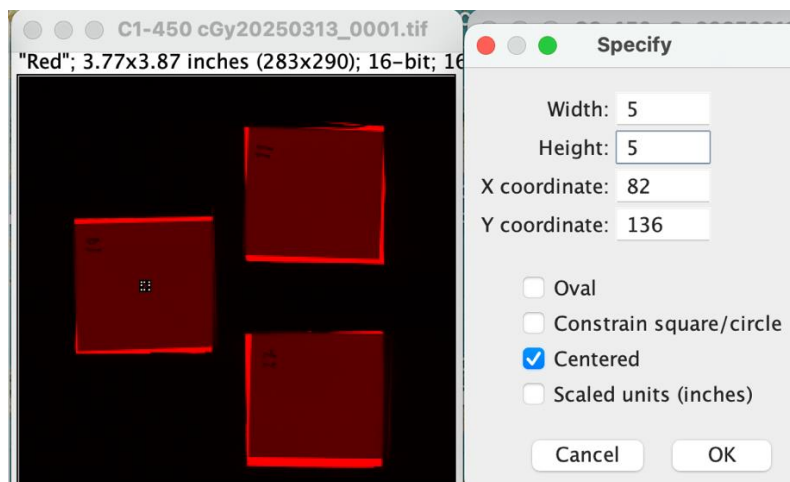 C1-450 cGy20250313_0001.tif
"Red"; 3.77x3.87 inches (283x290); 16-bit; 16
Specify
Width: 5
Height: 5
X coordinate: 82
Y coordinate: 136
Oval
Constrain square/circle
Centered
Scaled units (inches)
Cancel
OK